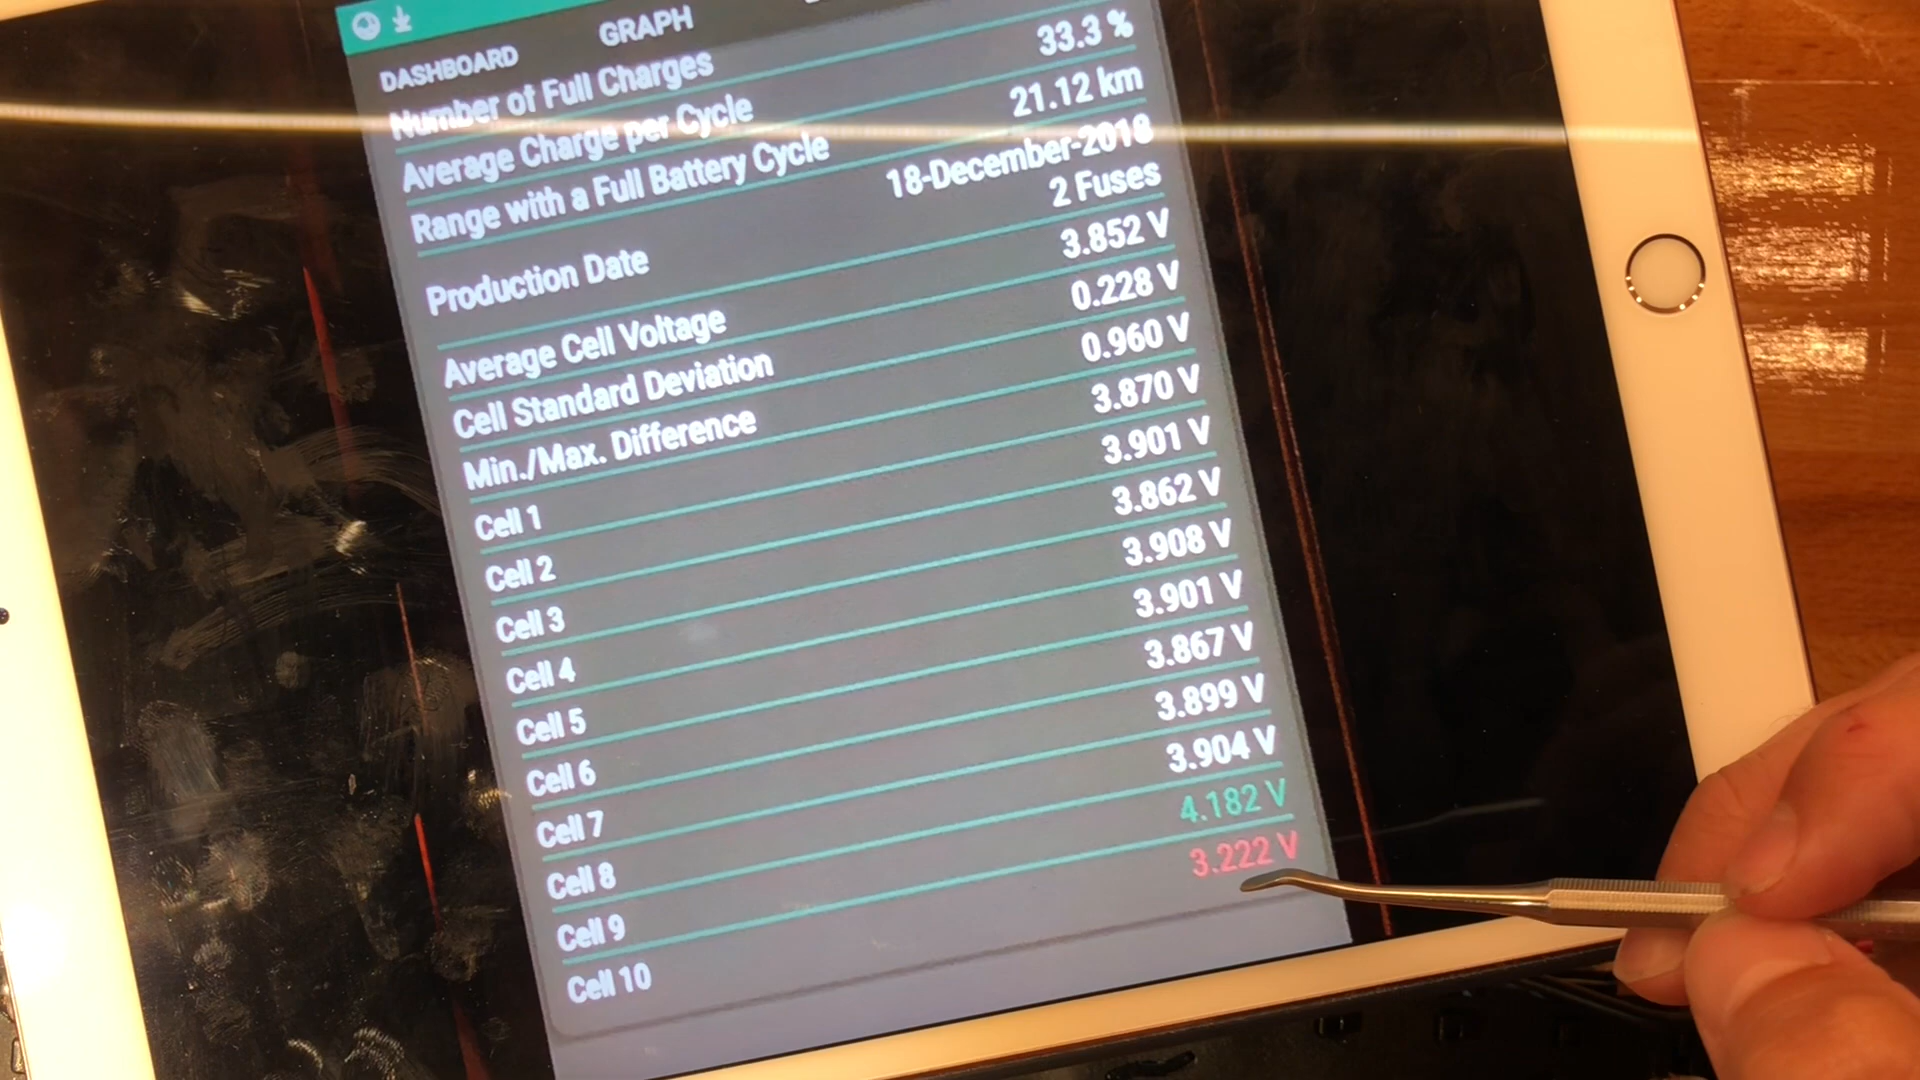 DASHBOARD GRAPH
Number of Full Charges
Average Charge per Cycle 33.3 %
Range with a Full Battery Cycle 21.12 km
Production Date 18-December-2018
2 Fuses
Average Cell Voltage 3.852 V
Cell Standard Deviation 0.228 V
Min./Max. Difference 0.960 V
Cell 1 3.870 V
Cell 2 3.901 V
Cell 3 3.862 V
Cell 4 3.908 V
Cell 5 3.901 V
Cell 6 3.867 V
Cell 7 3.899 V
Cell 8 3.904 V
Cell 9 4.182 V
Cell 10 3.222 V